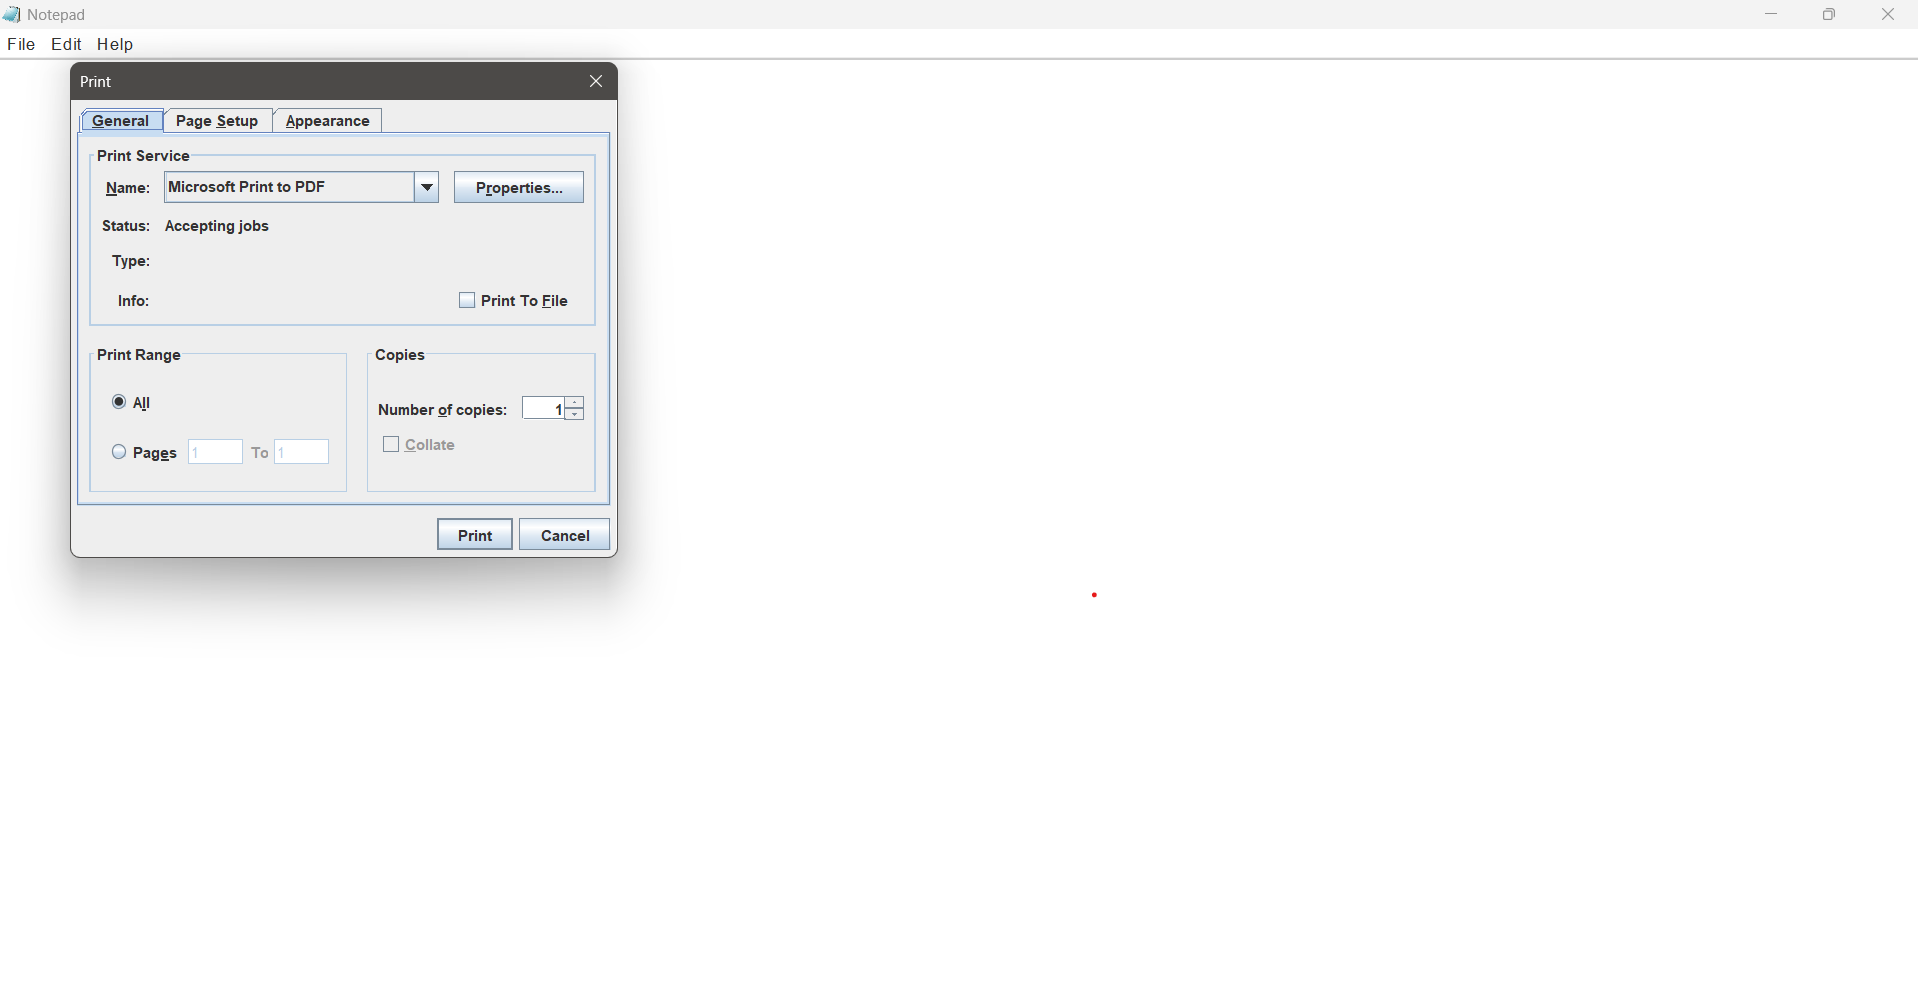 Notepad
File Edit Help
Print
General Page Setup Appearance
Print Service
Name: Microsoft Print to PDF Properties...
Status: Accepting jobs
Type:
Info: Print To File
Print Range
All
Pages 1 To 1
Copies
Number of copies: 1
Collate
Print Cancel